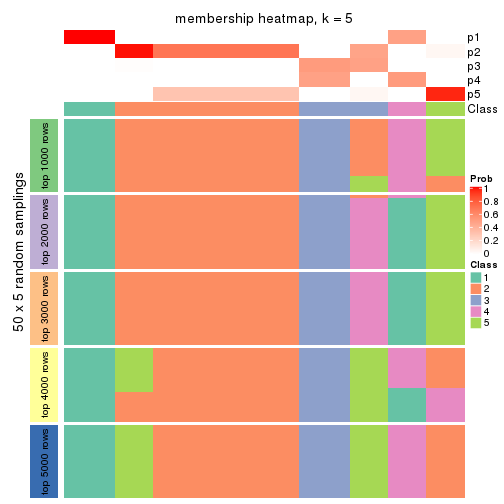 membership heatmap, k = 5
p1
p2
p3
p4
p5
Class
50 x 5 random samplings
top 1000 rows
top 2000 rows
top 3000 rows
top 4000 rows
top 5000 rows
Prob
1
0.8
0.6
0.4
0.2
0
Class
1
2
3
4
5